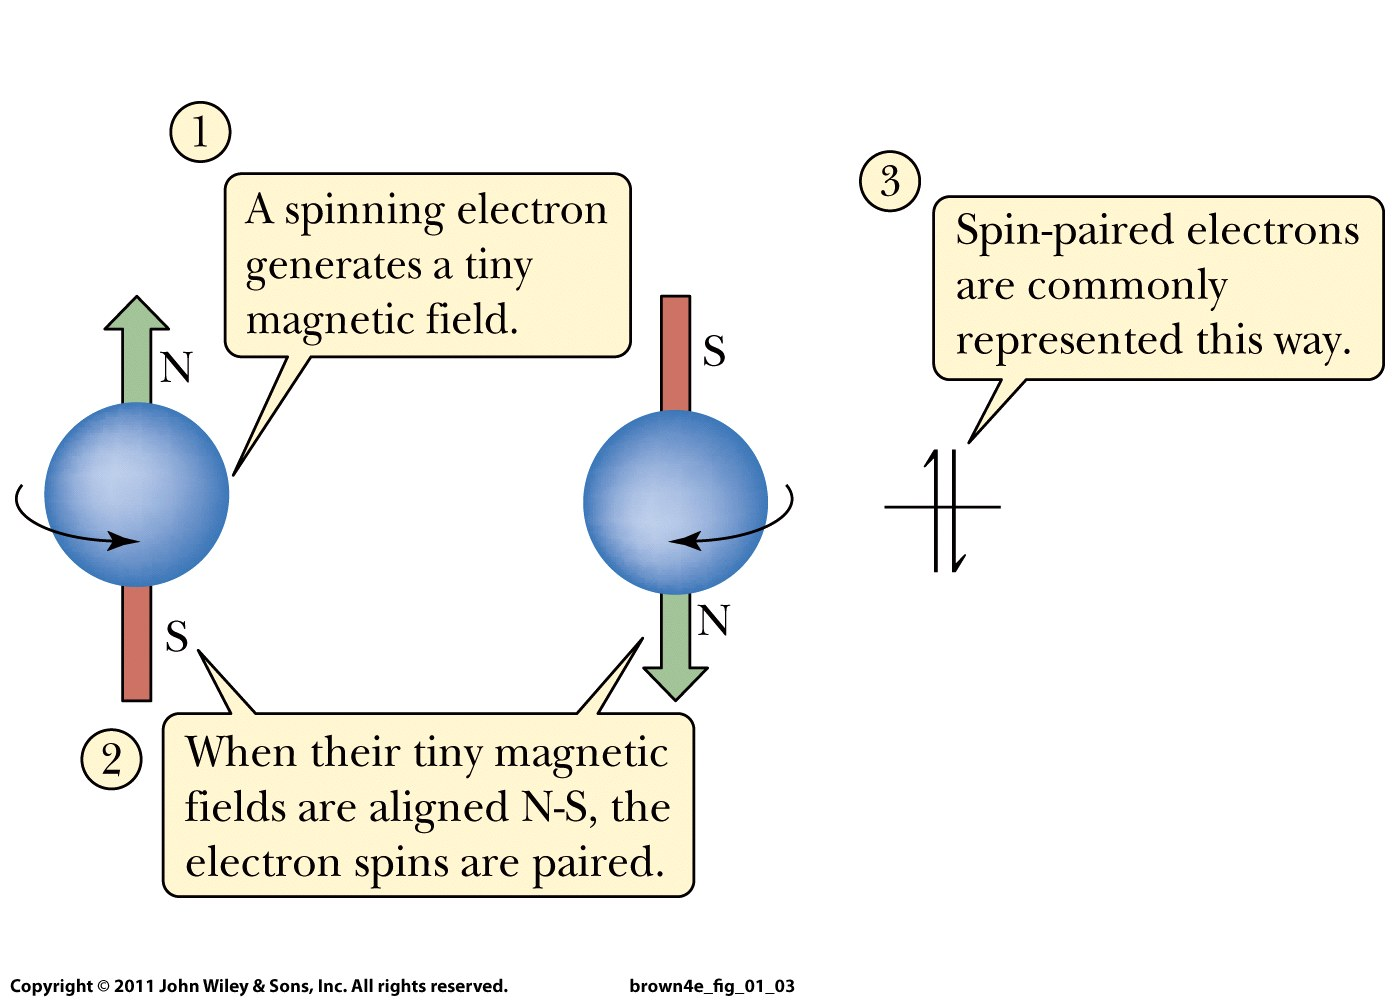 1
A spinning electron
generates a tiny
magnetic field.
N
S
S
N
2
When their tiny magnetic
fields are aligned N-S, the
electron spins are paired.
3
Spin-paired electrons
are commonly
represented this way.
Copyright © 2011 John Wiley & Sons, Inc. All rights reserved.
brown4e_fig_01_03